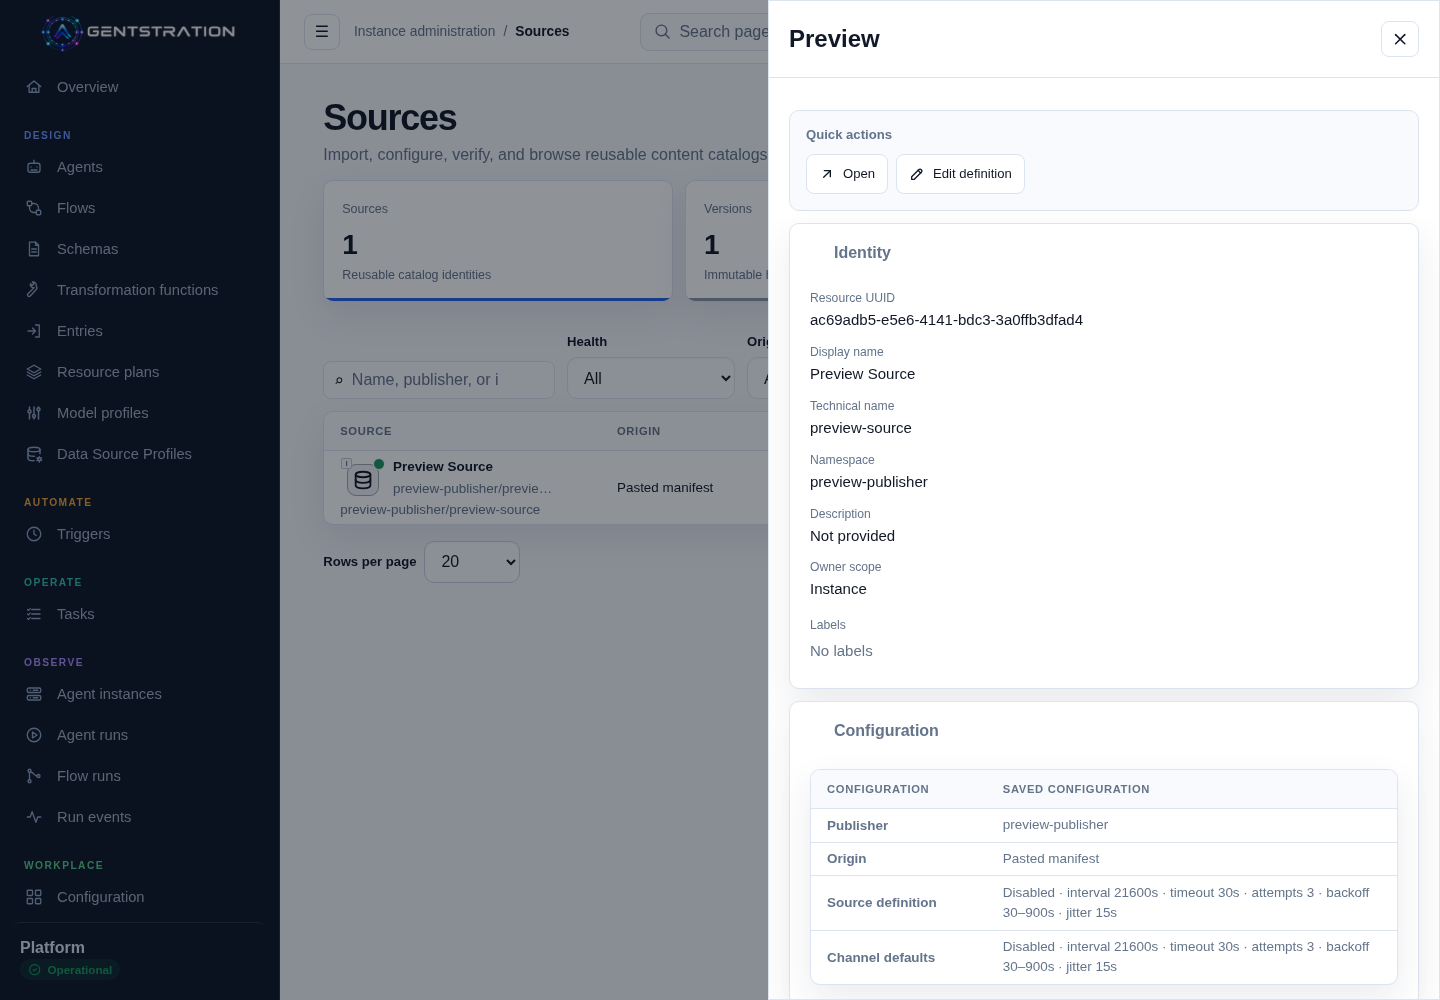 GENTSTRATION
Overview
DESIGN
Agents
Flows
Schemas
Transformation functions
Entries
Resource plans
Model profiles
Data Source Profiles
AUTOMATE
Triggers
OPERATE
Tasks
OBSERVE
Agent instances
Agent runs
Flow runs
Run events
WORKPLACE
Configuration
Platform
Operational
Instance administration / Sources
Search page
Sources
Import, configure, verify, and browse reusable content catalogs
Sources
1
Reusable catalog identities
Versions
1
Immutable
Health
Name, publisher, or i
All
SOURCE ORIGIN
Preview Source
preview-publisher/previe…
preview-publisher/preview-source
Pasted manifest
Rows per page 20
Preview
Quick actions
Open Edit definition
Identity
Resource UUID
ac69adb5-e5e6-4141-bdc3-3a0ffb3dfad4
Display name
Preview Source
Technical name
preview-source
Namespace
preview-publisher
Description
Not provided
Owner scope
Instance
Labels
No labels
Configuration
CONFIGURATION SAVED CONFIGURATION
Publisher preview-publisher
Origin Pasted manifest
Source definition Disabled · interval 21600s · timeout 30s · attempts 3 · backoff
30–900s · jitter 15s
Channel defaults Disabled · interval 21600s · timeout 30s · attempts 3 · backoff
30–900s · jitter 15s